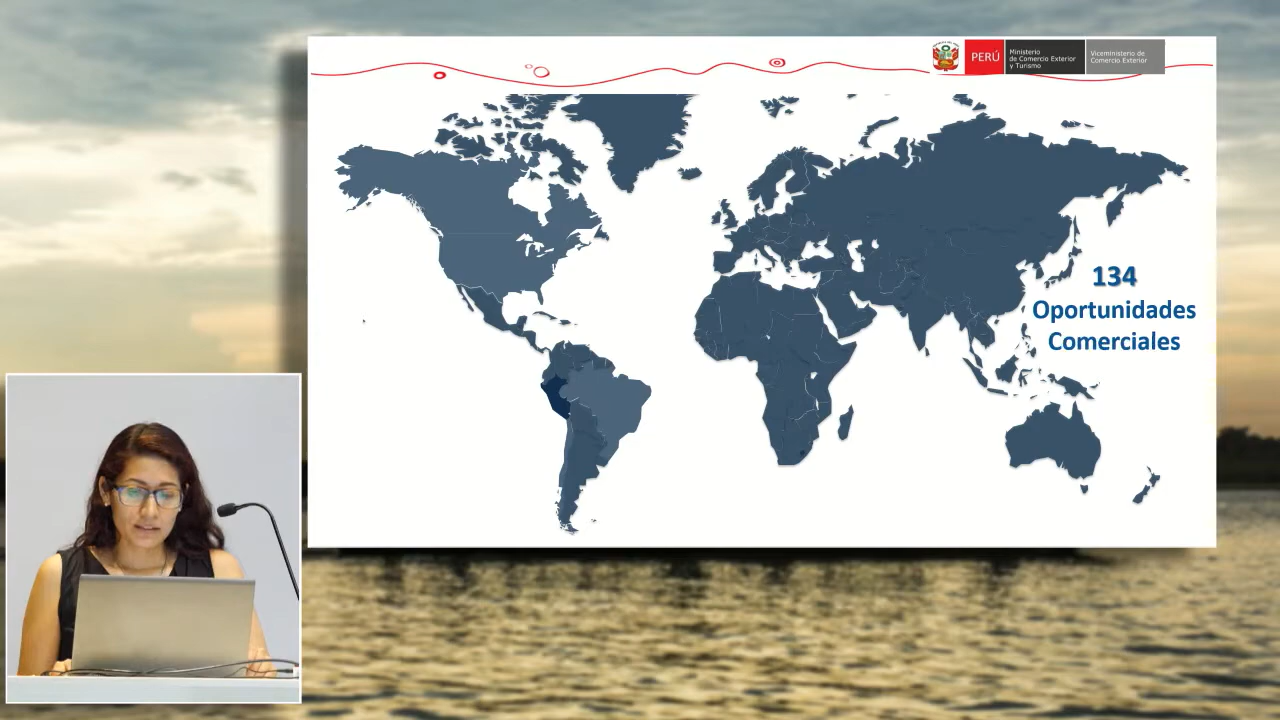 PERÚ
Ministerio
de Comercio Exterior
y Turismo
Viceministerio de
Comercio Exterior
134
Oportunidades
Comerciales